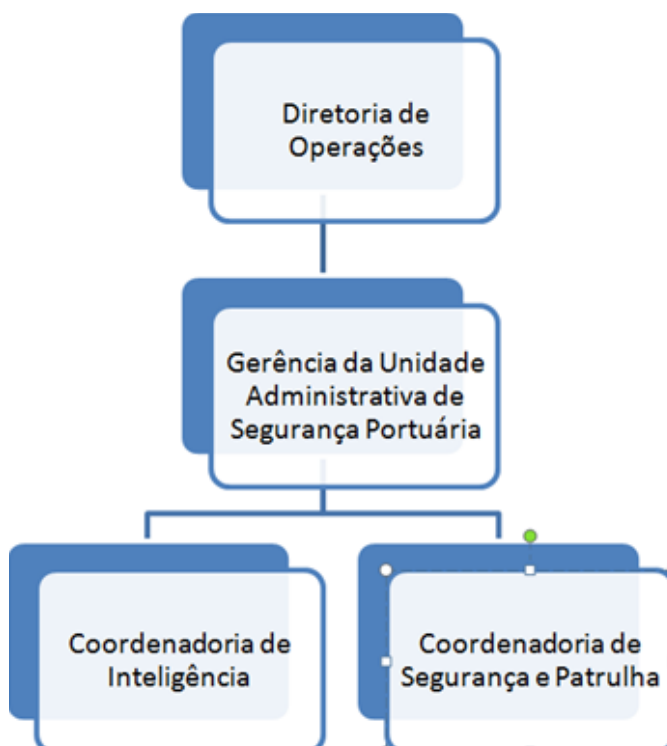 Diretoria de
Operações
Gerência da Unidade
Administrativa de
Segurança Portuária
Coordenadoria de
Inteligência
Coordenadoria de
Segurança e Patrulha